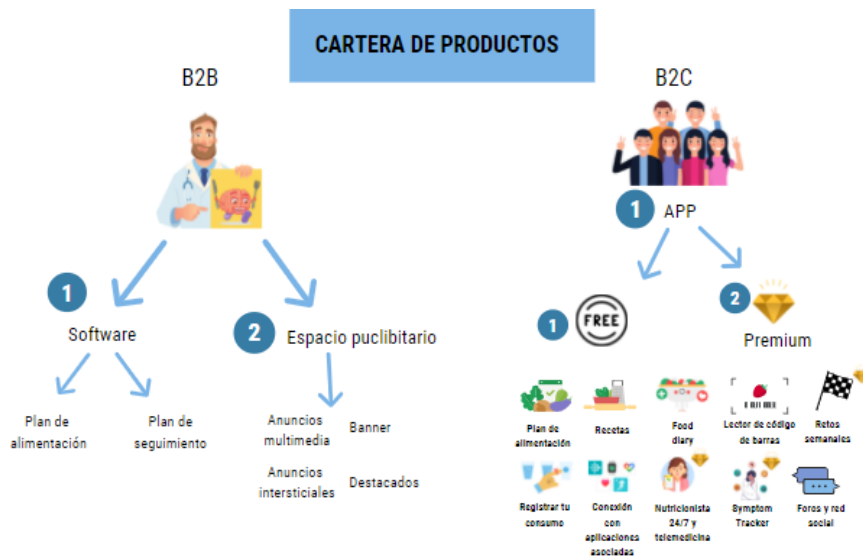 CARTERA DE PRODUCTOS
B2B
1
Software
Plan de
alimentación
Plan de
seguimiento
2
Espacio puclibitario
Anuncios
multimedia
Banner
Anuncios
intersticiales
Destacados
B2C
1
APP
1
FREE
2
Premium
Plan de
alimentación
Recetas
Food
diary
Lector de código
de barras
Retos
semanales
Registrar tu
consumo
Conexión
con
aplicaciones
asociadas
Nutricionista
24/7 y
telemedicina
Symptom
Tracker
Foros y red
social